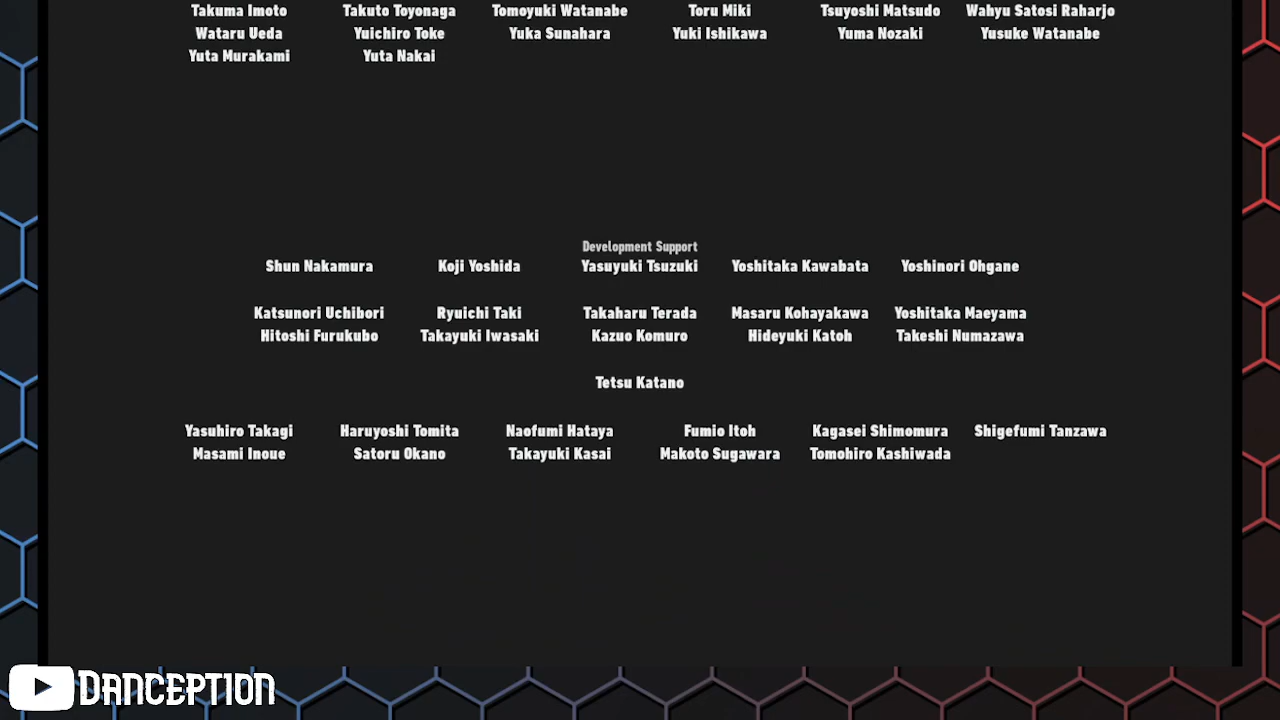 Takuma Imoto Takuto Toyonaga Tomoyuki Watanabe Toru Miki Tsuyoshi Matsudo Wahyu Satosi Raharjo
Wataru Ueda Yuichiro Toke Yuka Sunahara Yuki Ishikawa Yuma Nozaki Yusuke Watanabe
Yuta Murakami Yuta Nakai
Development Support
Shun Nakamura Koji Yoshida Yasuyuki Tsuzuki Yoshitaka Kawabata Yoshinori Ohgane
Katsunori Uchibori Ryuichi Taki Takaharu Terada Masaru Kohayakawa Yoshitaka Maeyama
Hitoshi Furukubo Takayuki Iwasaki Kazuo Komuro Hideyuki Katoh Takeshi Numazawa
Tetsu Katano
Yasuhiro Takagi Haruyoshi Tomita Naofumi Hataya Fumio Itoh Kagasei Shimomura Shigefumi Tanzawa
Masami Inoue Satoru Okano Takayuki Kasai Makoto Sugawara Tomohiro Kashiwada
Danception